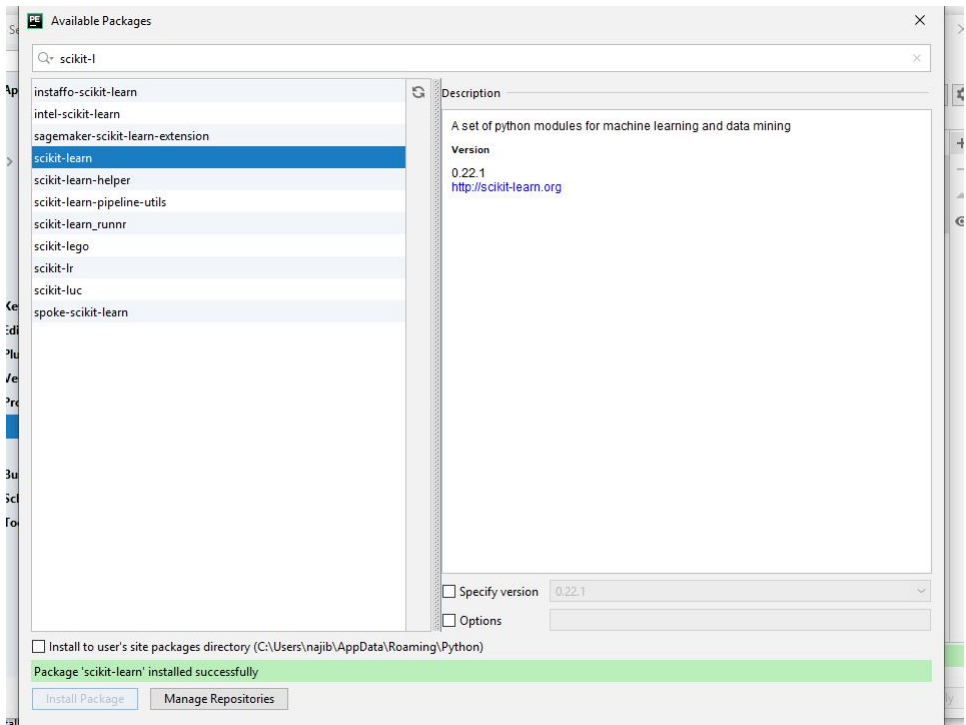 PE Available Packages
scikit-l
instaffo-scikit-learn
intel-scikit-learn
sagemaker-scikit-learn-extension
scikit-learn
scikit-learn-helper
scikit-learn-pipeline-utils
scikit-learn_runnr
scikit-lego
scikit-lr
scikit-luc
spoke-scikit-learn
Description
A set of python modules for machine learning and data mining
Version
0.22.1
http://scikit-learn.org
Specify version 0.22.1
Options
Install to user's site packages directory (C:\Users\najib\AppData\Roaming\Python)
Package 'scikit-learn' installed successfully
Install Package Manage Repositories